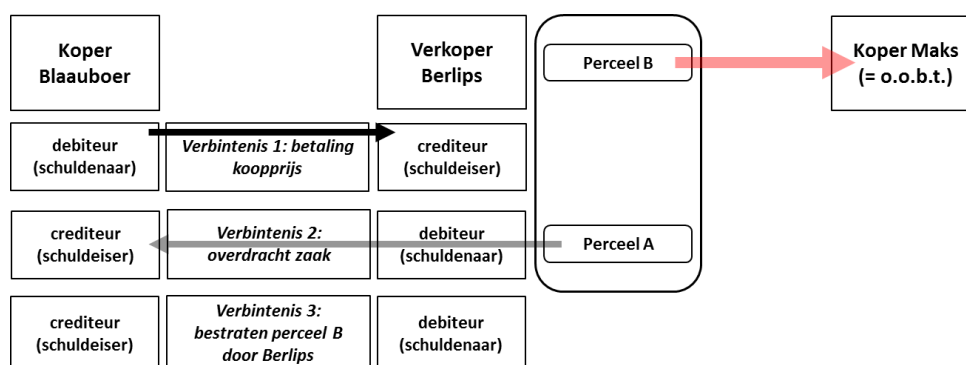 Koper
Blaauboer
Verkoper
Berlips
Perceel B
Koper Maks
(= o.o.b.t.)
debiteur
(schuldenaar)
Verbintenis 1: betaling
koopprijs
crediteur
(schuldeiser)
crediteur
(schuldeiser)
Verbintenis 2:
overdracht zaak
debiteur
(schuldenaar)
Perceel A
crediteur
(schuldeiser)
Verbintenis 3:
bestraten perceel B
door Berlips
debiteur
(schuldenaar)